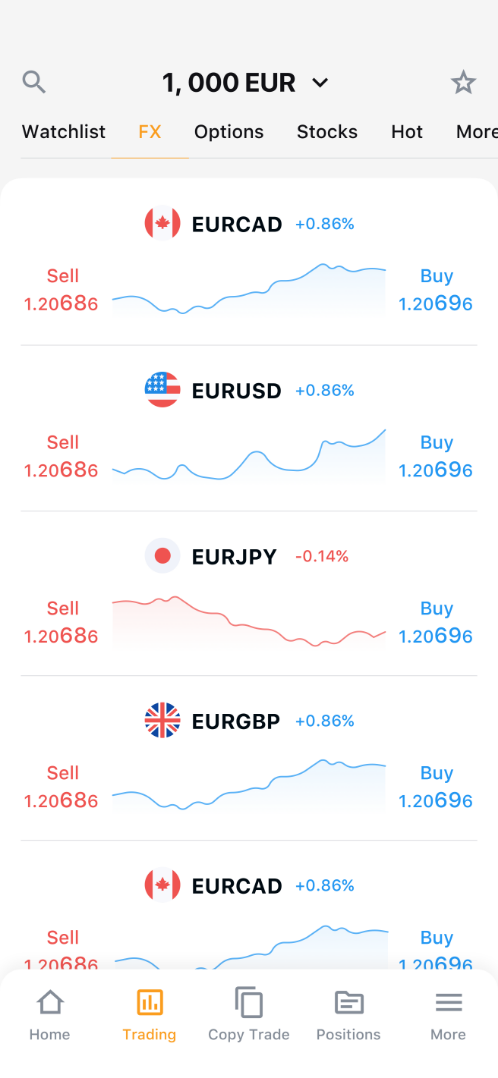 1, 000 EUR
Watchlist FX Options Stocks Hot More
EURCAD +0.86%
Sell Buy
1.20686 1.20696
EURUSD +0.86%
Sell Buy
1.20686 1.20696
EURJPY -0.14%
Sell Buy
1.20686 1.20696
EURGBP +0.86%
Sell Buy
1.20686 1.20696
EURCAD +0.86%
Sell Buy
1.20686 1.20696
Home Trading Copy Trade Positions More